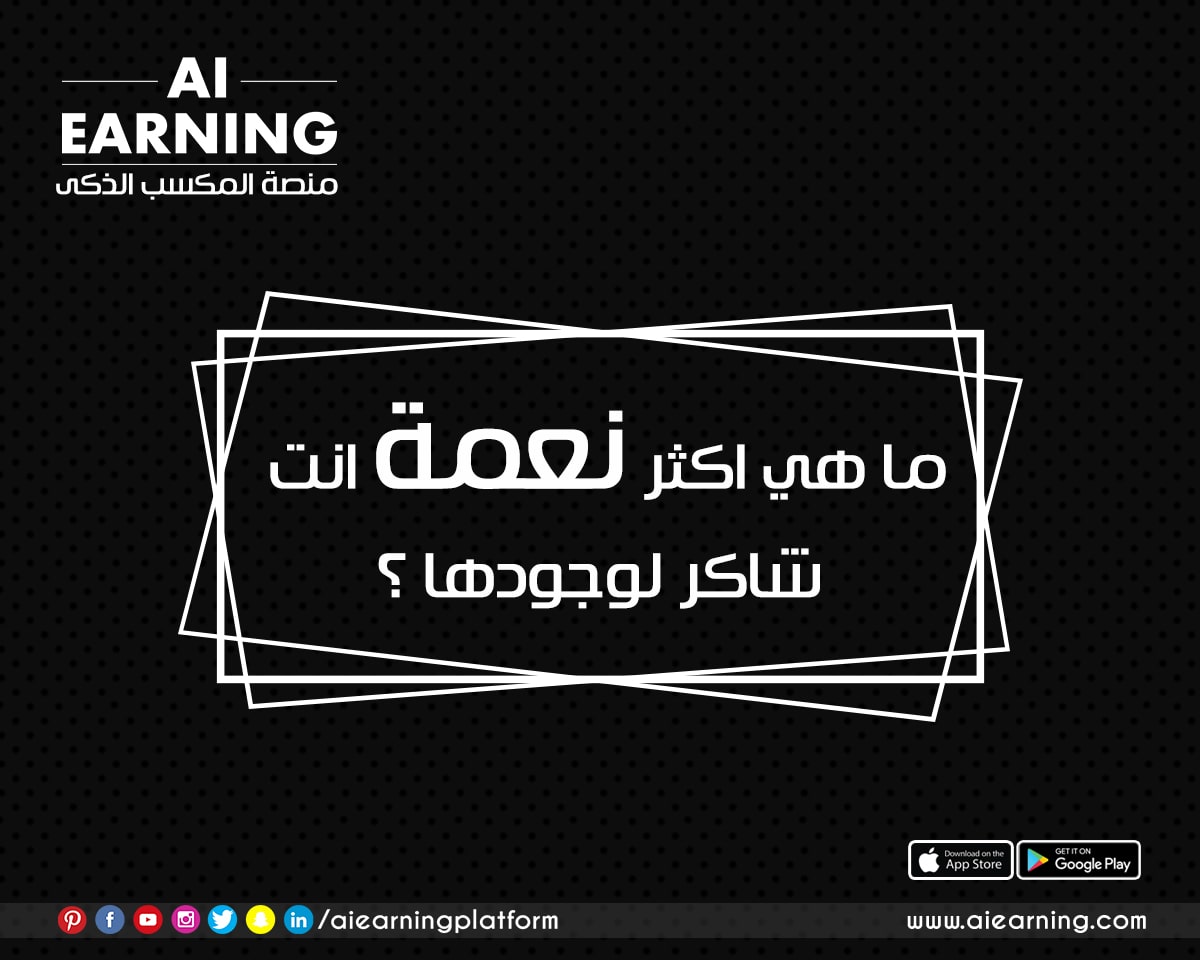 AI
EARNING
منصة المكسب الذكى
ما هي اكثر نعمة انت
شاكر لوجودها ؟
Download on the
App Store
GET IT ON
Google Play
/aiearningplatform
www.aiearning.com